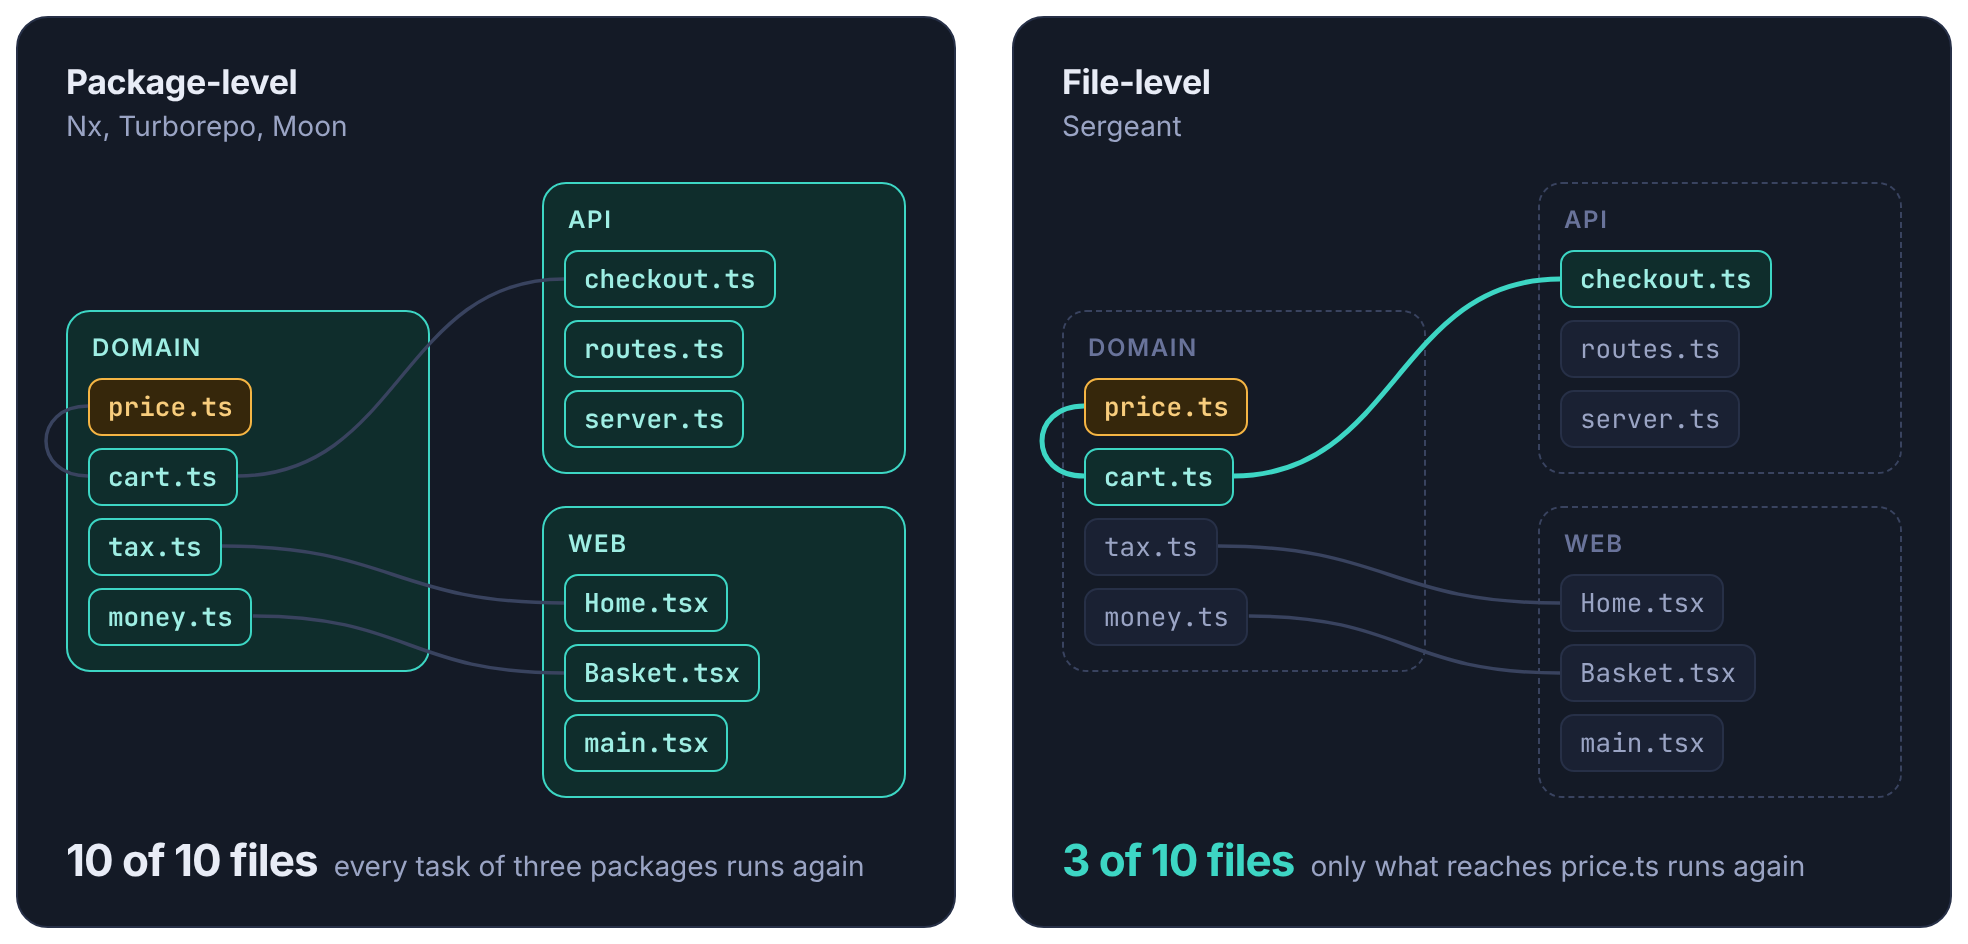 Package-level
Nx, Turborepo, Moon
DOMAIN
price.ts
cart.ts
tax.ts
money.ts
API
checkout.ts
routes.ts
server.ts
WEB
Home.tsx
Basket.tsx
main.tsx
10 of 10 files every task of three packages runs again
File-level
Sergeant
DOMAIN
price.ts
cart.ts
tax.ts
money.ts
API
checkout.ts
routes.ts
server.ts
WEB
Home.tsx
Basket.tsx
main.tsx
3 of 10 files only what reaches price.ts runs again